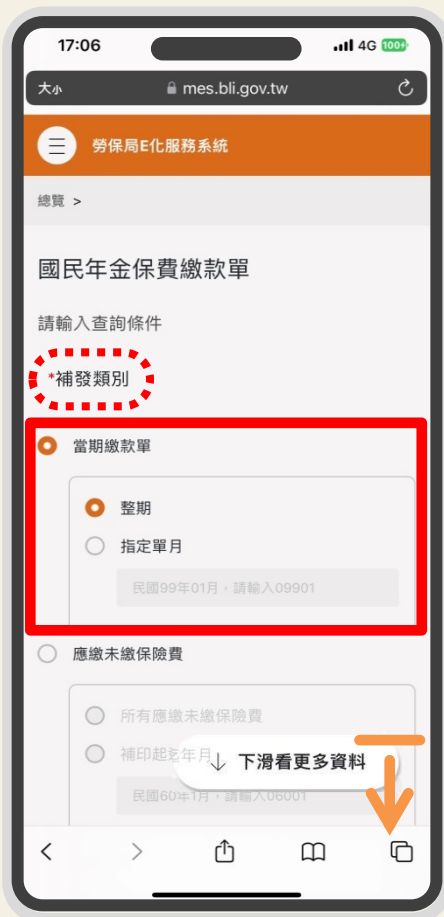 17:06
4G 100+
大小 mes.bli.gov.tw
勞保局E化服務系統
總覽 >
國民年金保費繳款單
請輸入查詢條件
*補發類別
當期繳款單
整期
指定單月
民國99年01月,請輸入09901
應繳未繳保險費
所有應繳未繳保險費
補印起迄年月
↓ 下滑看更多資料
民國60年1月,請輸入06001